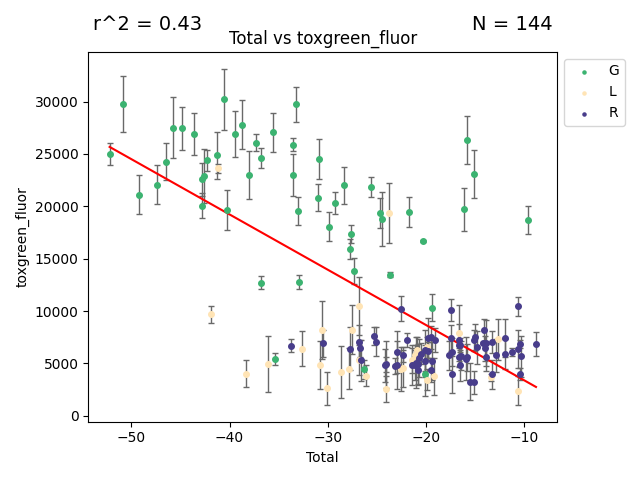 r^2 = 0.43 N = 144
Total vs toxgreen_fluor
G
L
R
30000
25000
20000
15000
10000
5000
0
toxgreen_fluor
−50 −40 −30 −20 −10
Total